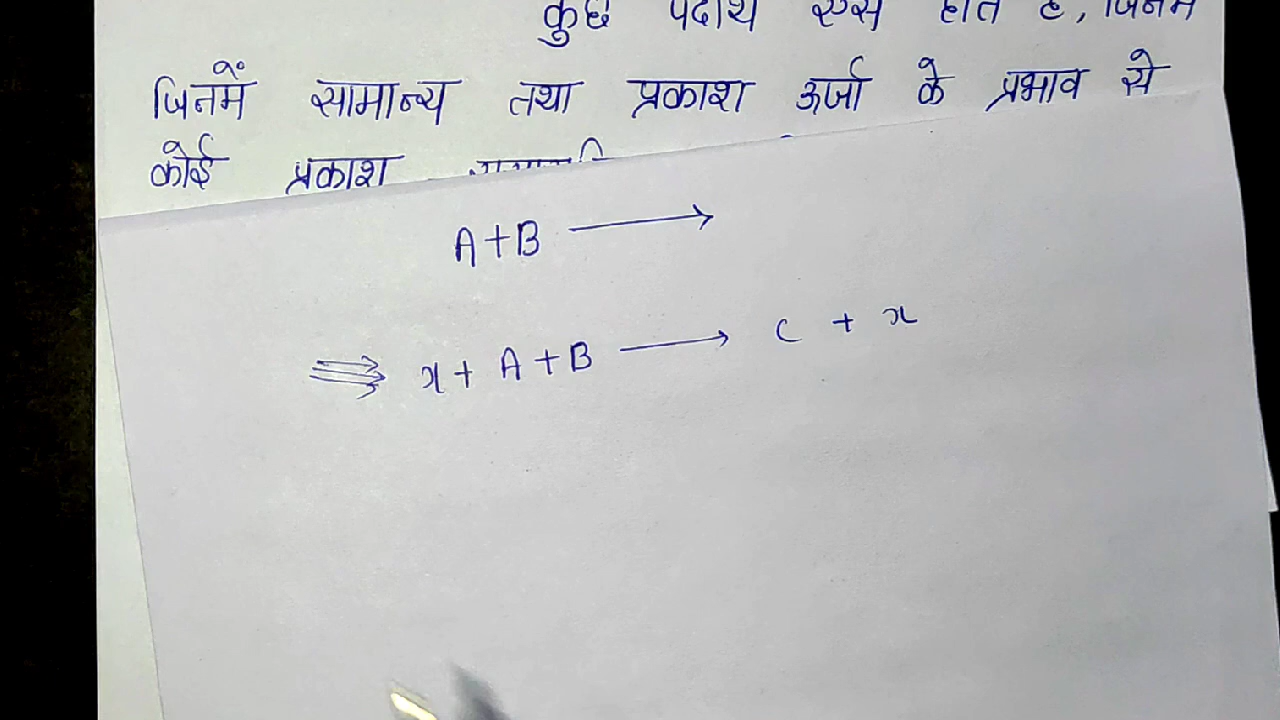 कुछ पदार्थ ऐसे होते है, जिनमें
जिनमें सामान्य तथा प्रकाश ऊर्जा के प्रभाव से
कोई प्रकाश
A+B ⟶
⇛ x + A + B ⟶ C + x